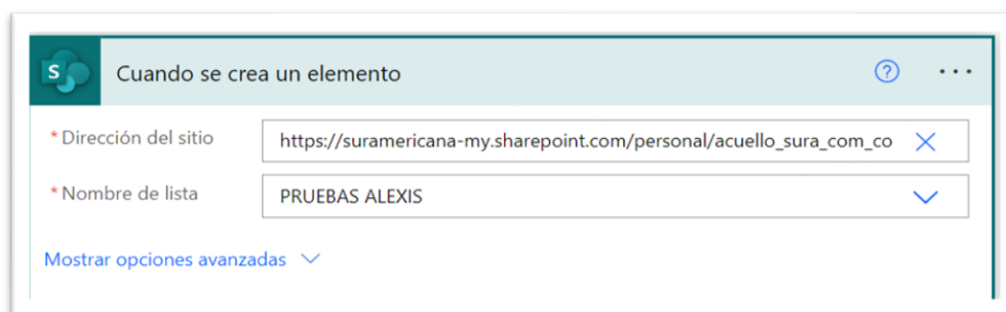 S
Cuando se crea un elemento
? ...
*Dirección del sitio
https://suramericana-my.sharepoint.com/personal/acuello_sura_com_co
*Nombre de lista
PRUEBAS ALEXIS
Mostrar opciones avanzadas